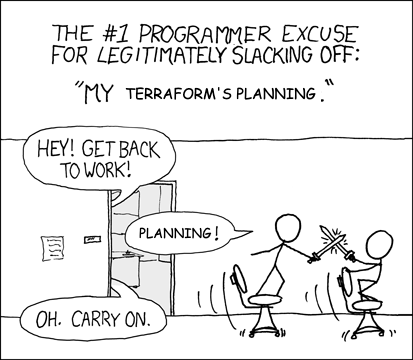 THE #1 PROGRAMMER EXCUSE
FOR LEGITIMATELY SLACKING OFF:
"MY TERRAFORM'S PLANNING."
HEY! GET BACK
TO WORK!
PLANNING!
OH. CARRY ON.